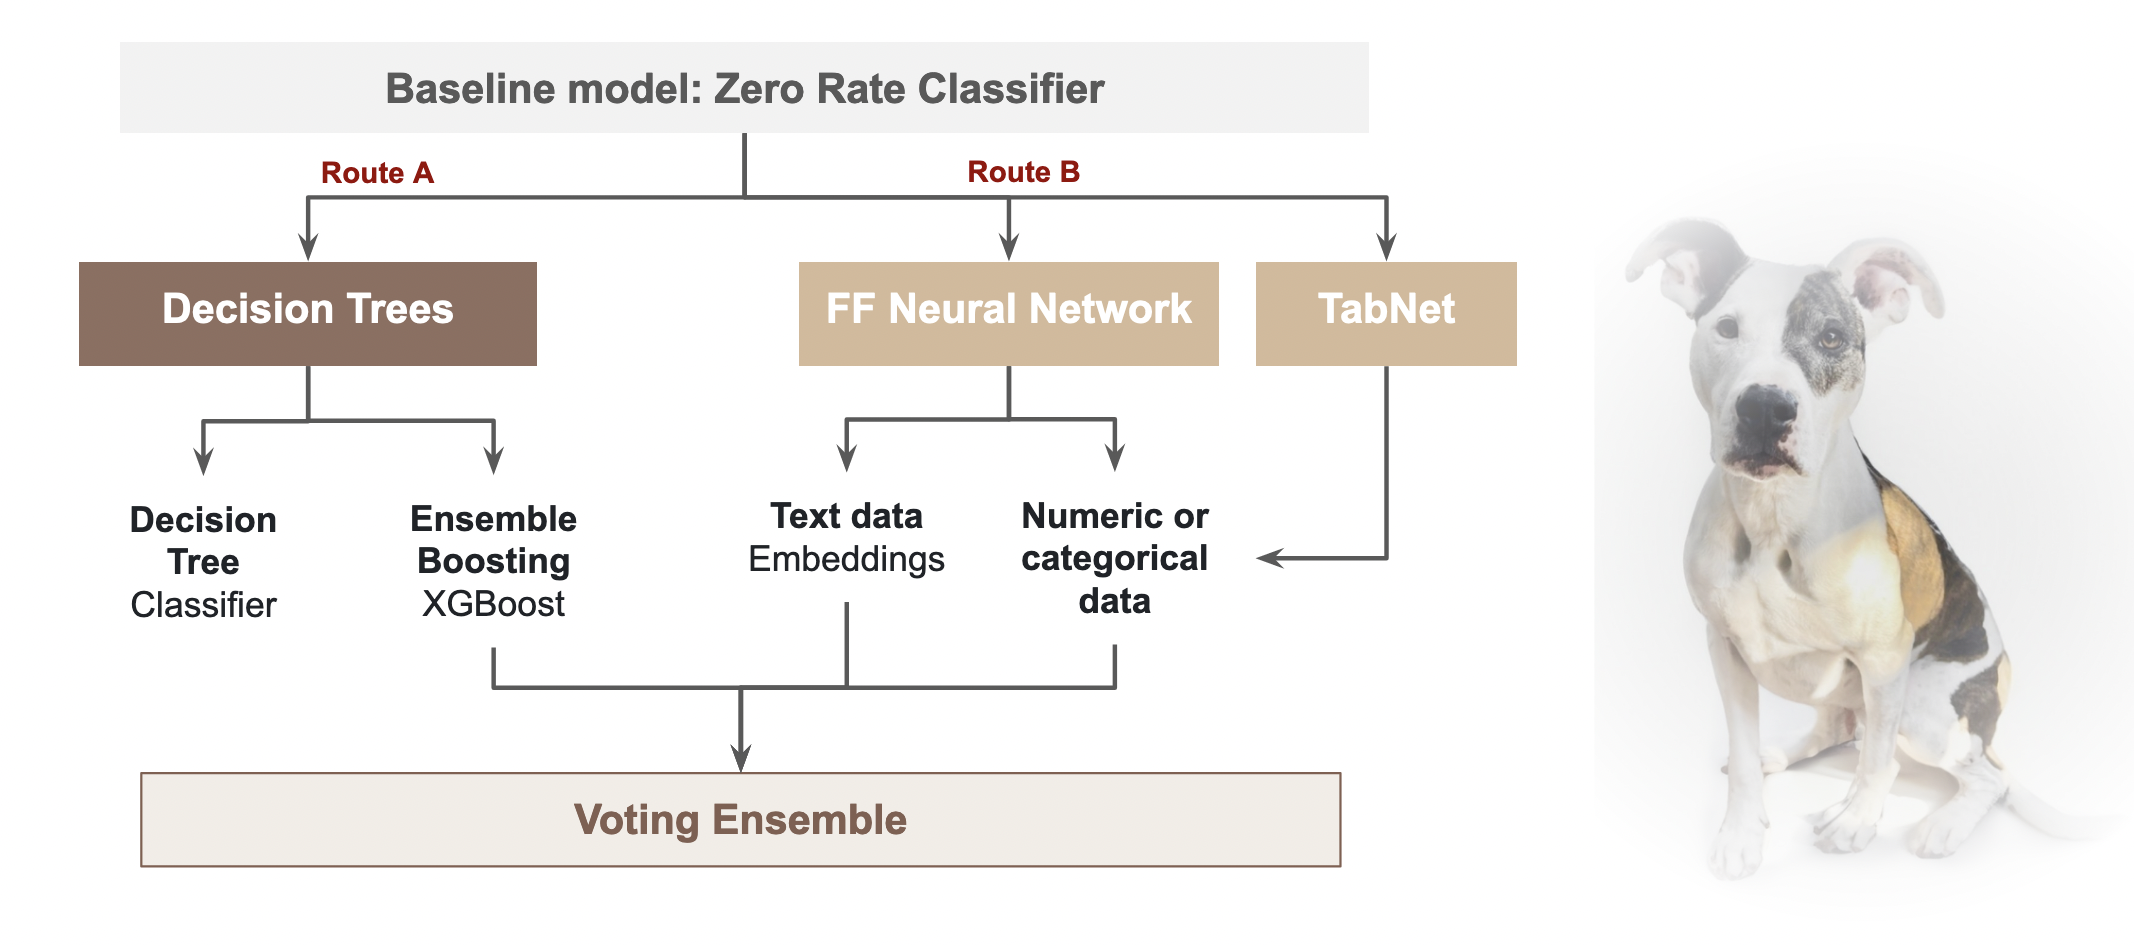 Baseline model: Zero Rate Classifier
Route A
Route B
Decision Trees
FF Neural Network
TabNet
Decision
Tree
Classifier
Ensemble
Boosting
XGBoost
Text data
Embeddings
Numeric or
categorical
data
Voting Ensemble